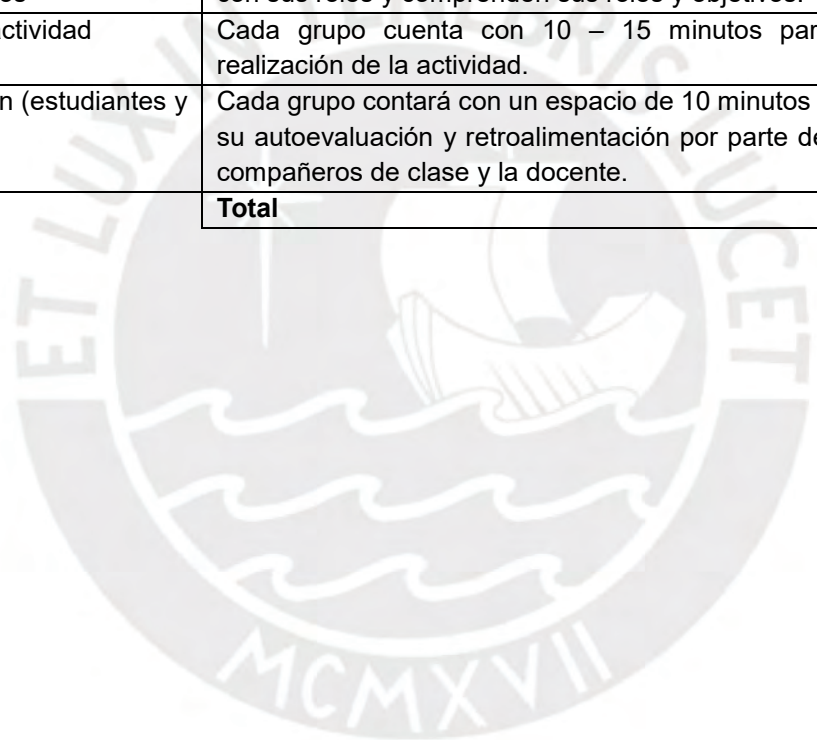 con sus roles y comprenden sus roles y objetivos.
actividad Cada grupo cuenta con 10 – 15 minutos par
realización de la actividad.
n (estudiantes y Cada grupo contará con un espacio de 10 minutos
su autoevaluación y retroalimentación por parte de
compañeros de clase y la docente.
Total
ET LUX IN TENEBRIS LUCET
MCMXVII